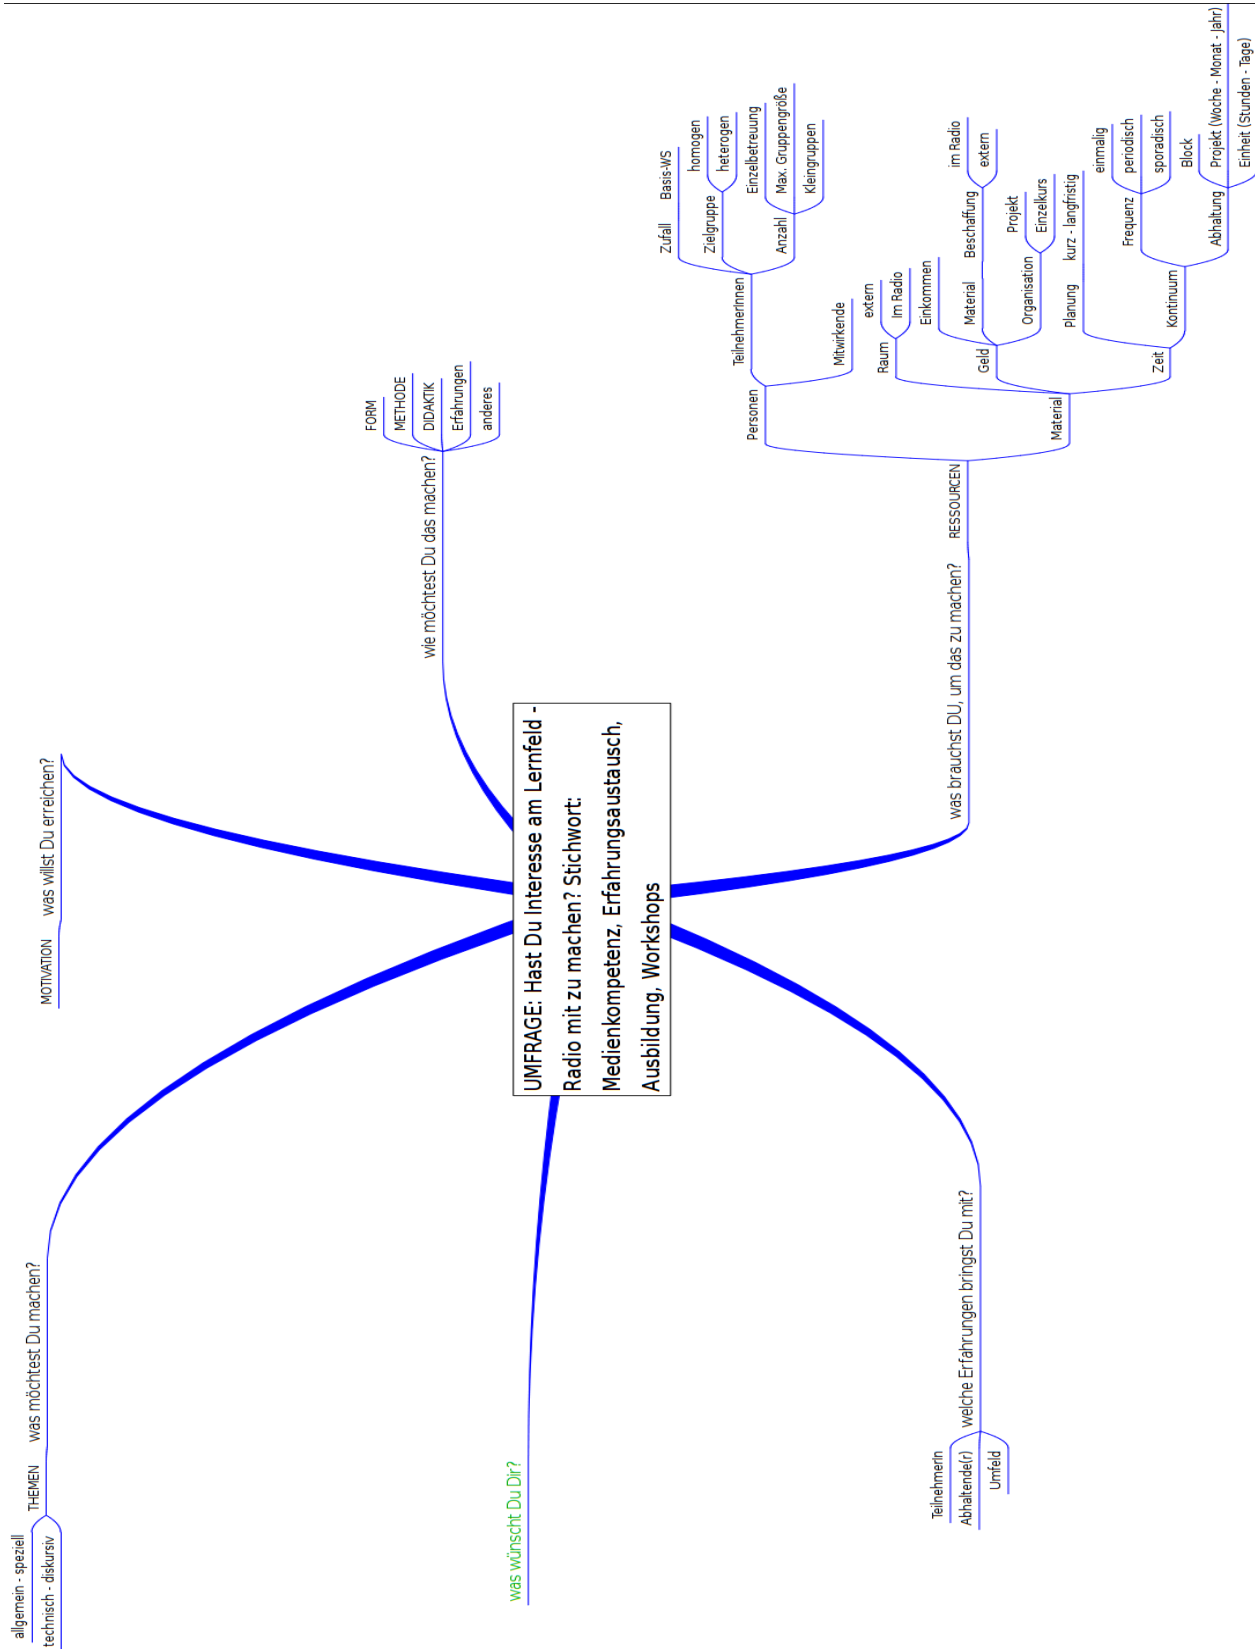 UMFRAGE: Hast Du Interesse am Lernfeld -
Radio mit zu machen? Stichwort:
Medienkompetenz, Erfahrungsaustausch,
Ausbildung, Workshops
wie möchtest Du das machen?
FORM
METHODE
DIDAKTIK
Erfahrungen
anderes
was brauchst DU, um das zu machen?
RESSOURCEN
Personen
TeilnehmerInnen
Zufall
Basis-WS
Zielgruppe
homogen
heterogen
Anzahl
Einzelbetreuung
Max. Gruppengröße
Kleingruppen
Mitwirkende
Material
Raum
extern
Im Radio
Geld
Einkommen
Material
Beschaffung
im Radio
extern
Organisation
Projekt
Einzelkurs
Zeit
Planung
kurz - langfristig
Kontinuum
Frequenz
einmalig
periodisch
sporadisch
Abhaltung
Block
Projekt (Woche - Monat - Jahr)
Einheit (Stunden - Tage)
was willst Du erreichen?
MOTIVATION
was möchtest Du machen?
THEMEN
allgemein - speziell
technisch - diskursiv
was wünscht Du Dir?
welche Erfahrungen bringst Du mit?
TeilnehmerIn
Abhaltende(r)
Umfeld